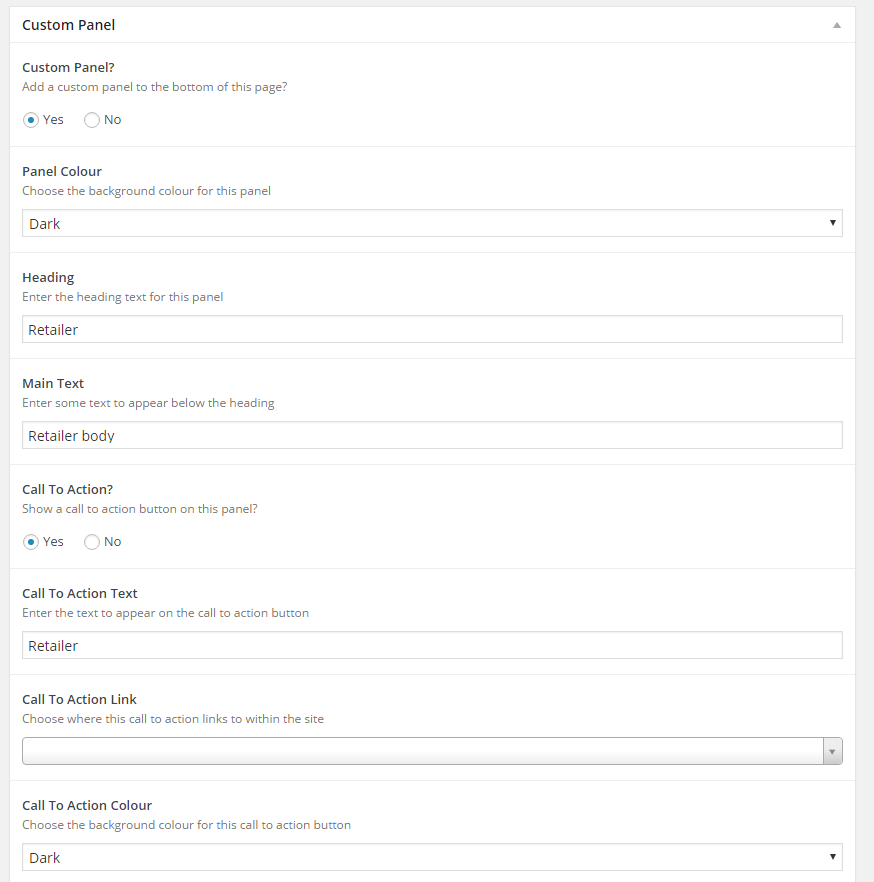 Custom Panel
Custom Panel?
Add a custom panel to the bottom of this page?
Yes No
Panel Colour
Choose the background colour for this panel
Dark
Heading
Enter the heading text for this panel
Retailer
Main Text
Enter some text to appear below the heading
Retailer body
Call To Action?
Show a call to action button on this panel?
Yes No
Call To Action Text
Enter the text to appear on the call to action button
Retailer
Call To Action Link
Choose where this call to action links to within the site
Call To Action Colour
Choose the background colour for this call to action button
Dark